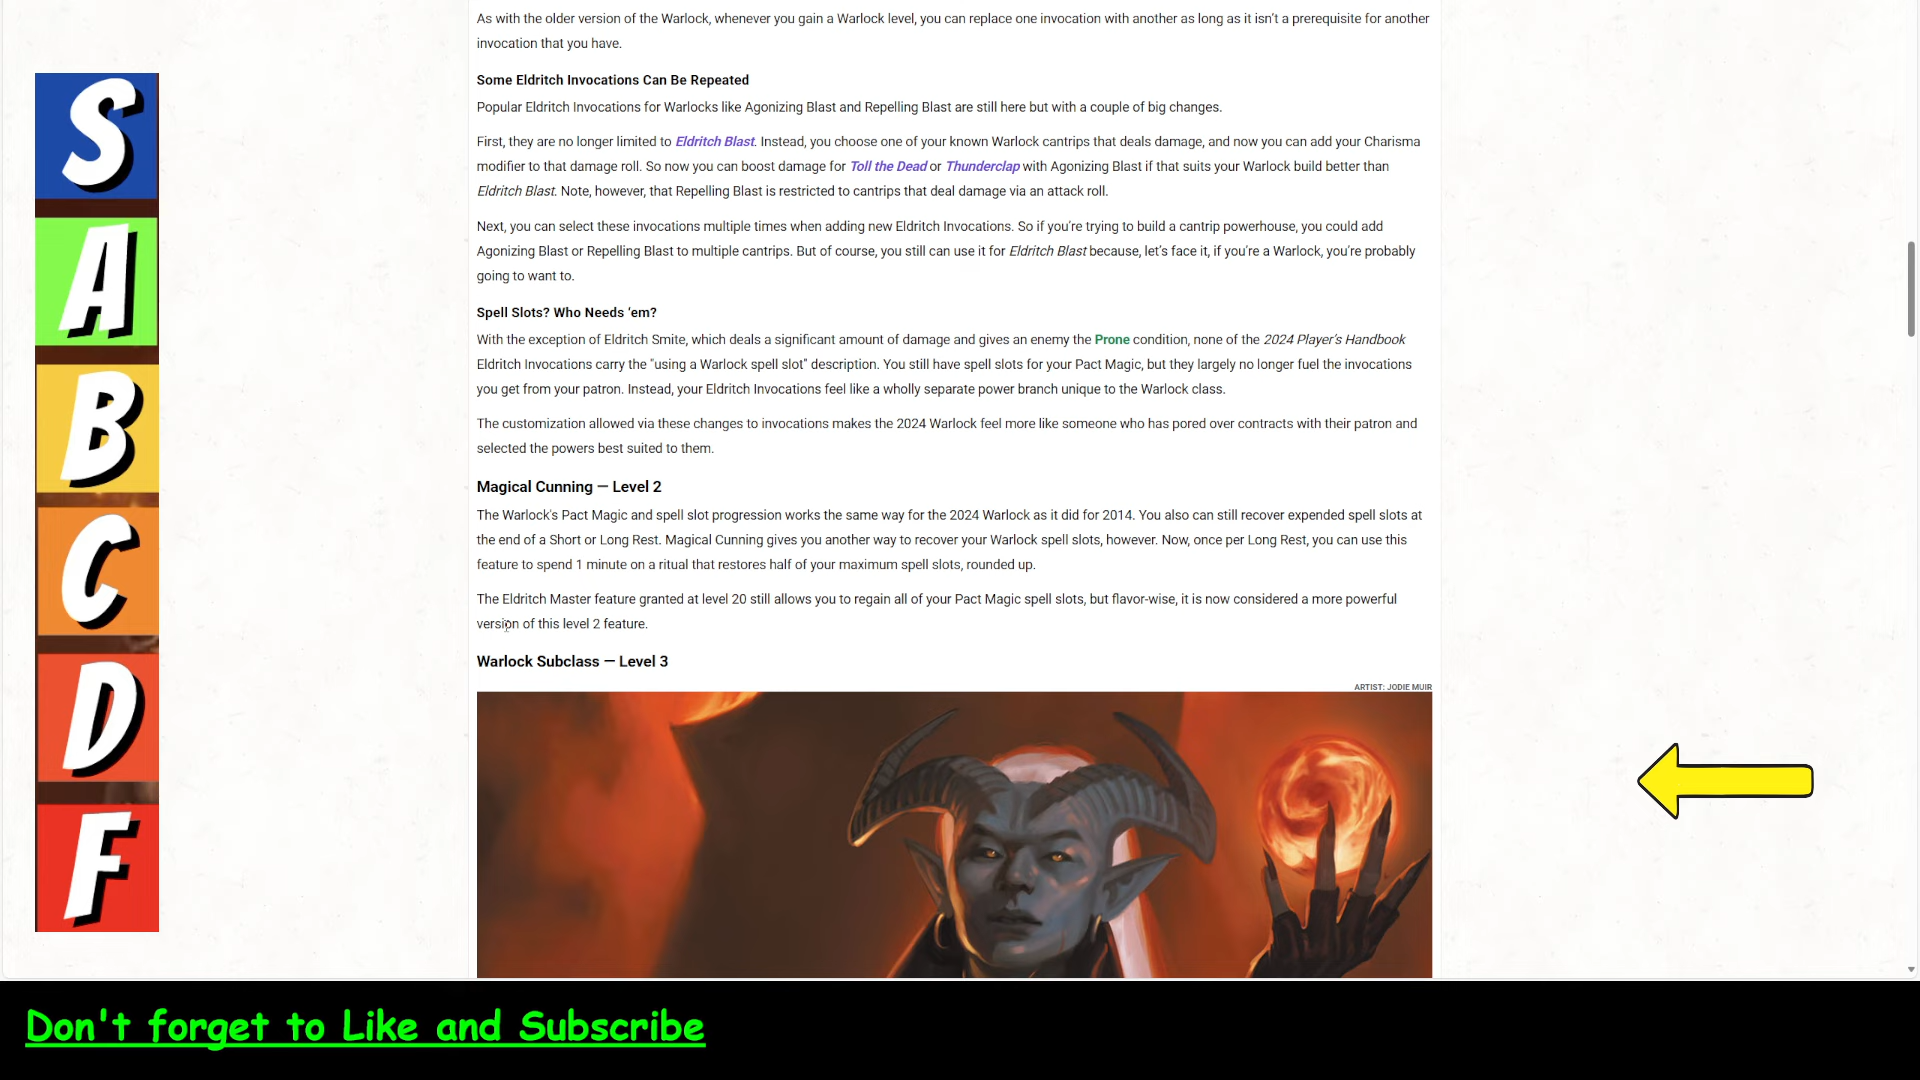 As with the older version of the Warlock, whenever you gain a Warlock level, you can replace one invocation with another as long as it isn't a prerequisite for another
invocation that you have.
Some Eldritch Invocations Can Be Repeated
Popular Eldritch Invocations for Warlocks like Agonizing Blast and Repelling Blast are still here but with a couple of big changes.
First, they are no longer limited to Eldritch Blast. Instead, you choose one of your known Warlock cantrips that deals damage, and now you can add your Charisma
modifier to that damage roll. So now you can boost damage for Toll the Dead or Thunderclap with Agonizing Blast if that suits your Warlock build better than
Eldritch Blast. Note, however, that Repelling Blast is restricted to cantrips that deal damage via an attack roll.
Next, you can select these invocations multiple times when adding new Eldritch Invocations. So if you're trying to build a cantrip powerhouse, you could add
Agonizing Blast or Repelling Blast to multiple cantrips. But of course, you still can use it for Eldritch Blast because, let's face it, if you're a Warlock, you're probably
going to want to.
Spell Slots? Who Needs 'em?
With the exception of Eldritch Smite, which deals a significant amount of damage and gives an enemy the Prone condition, none of the 2024 Player's Handbook
Eldritch Invocations carry the "using a Warlock spell slot" description. You still have spell slots for your Pact Magic, but they largely no longer fuel the invocations
you get from your patron. Instead, your Eldritch Invocations feel like a wholly separate power branch unique to the Warlock class.
The customization allowed via these changes to invocations makes the 2024 Warlock feel more like someone who has pored over contracts with their patron and
selected the powers best suited to them.
Magical Cunning — Level 2
The Warlock's Pact Magic and spell slot progression works the same way for the 2024 Warlock as it did for 2014. You also can still recover expended spell slots at
the end of a Short or Long Rest. Magical Cunning gives you another way to recover your Warlock spell slots, however. Now, once per Long Rest, you can use this
feature to spend 1 minute on a ritual that restores half of your maximum spell slots, rounded up.
The Eldritch Master feature granted at level 20 still allows you to regain all of your Pact Magic spell slots, but flavor-wise, it is now considered a more powerful
version of this level 2 feature.
Warlock Subclass — Level 3
ARTIST: JODIE MUIR
S
A
B
C
D
F
Don't forget to Like and Subscribe